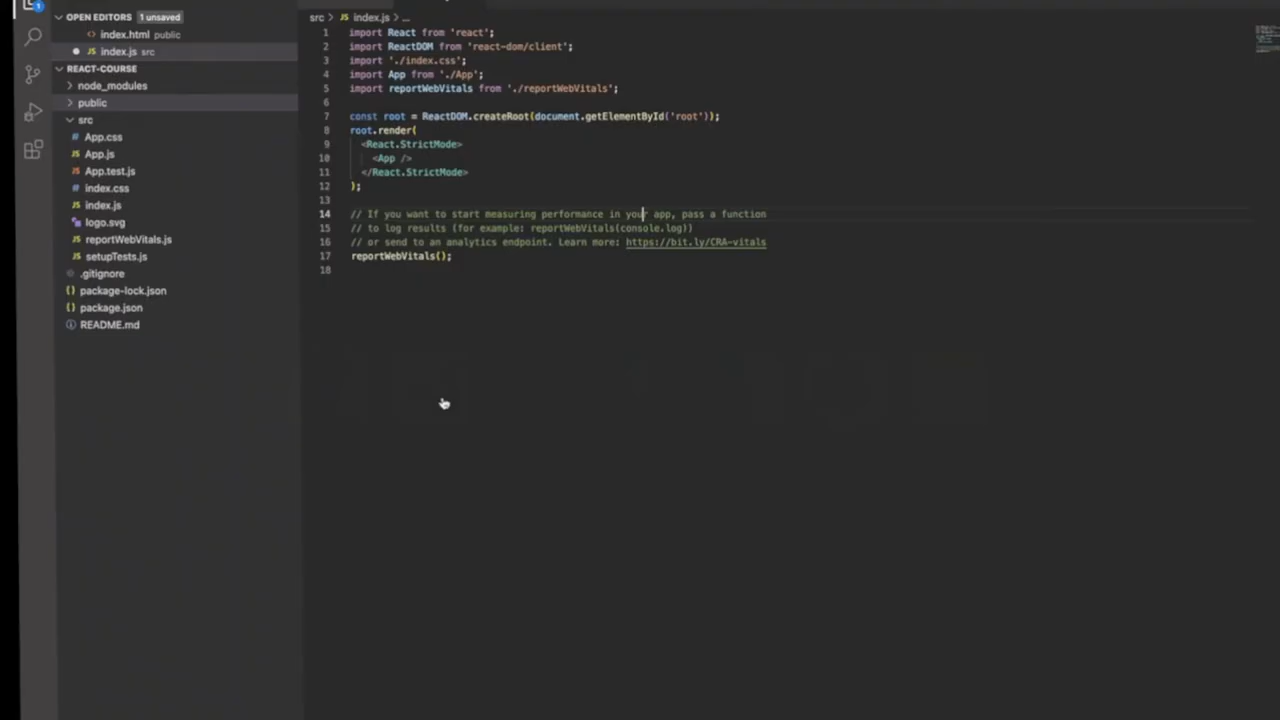 1
OPEN EDITORS 1 unsaved
index.html public
index.js src
REACT-COURSE
node_modules
public
src
App.css
App.js
App.test.js
index.css
index.js
logo.svg
reportWebVitals.js
setupTests.js
.gitignore
package-lock.json
package.json
README.md
src > JS index.js > ...
1 import React from 'react';
2 import ReactDOM from 'react-dom/client';
3 import './index.css';
4 import App from './App';
5 import reportWebVitals from './reportWebVitals';
6
7 const root = ReactDOM.createRoot(document.getElementById('root'));
8 root.render(
9 <React.StrictMode>
10 <App />
11 </React.StrictMode>
12 );
13
14 // If you want to start measuring performance in your app, pass a function
15 // to log results (for example: reportWebVitals(console.log))
16 // or send to an analytics endpoint. Learn more: https://bit.ly/CRA-vitals
17 reportWebVitals();
18